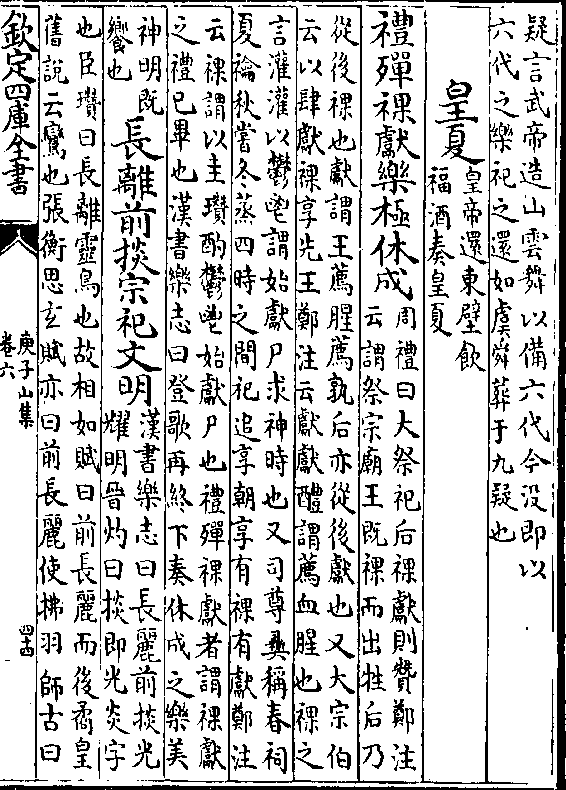 疑言武帝造山雲舞以備六代今没即以
六代之樂祀之還如虞舜葬于九疑也
皇夏
皇帝還東壁飲
福酒奏皇夏
禮殫祼獻樂極休成
周禮曰大祭祀后祼獻則贊鄭注
云謂祭宗廟王既祼而出牲后乃
從後祼也獻謂王薦腥薦孰后亦從後獻也又大宗伯
云以肆獻祼享先王鄭注云獻獻醴謂薦血腥也祼之
言灌灌以鬱鬯謂始獻尸求神時也又司尊彝稱春祠
夏禴秋嘗冬蒸四時之間祀追享朝享有祼有獻鄭注
云祼謂以圭瓚酌鬱鬯始獻尸也禮殫祼獻者謂祼獻
之禮已畢也漢書樂志曰登歌再終下奏休成之樂美
神明既
饗也
長離前掞宗祀文明
漢書樂志曰長麗前掞光
耀明晉灼曰掞即光炎字
也臣瓚曰長離靈鳥也故相如賦曰前長麗而後矞皇
舊說云鸞也張衡思玄賦亦曰前長麗使拂羽師古曰
欽定四庫全書
庾子山集
卷六
四十四